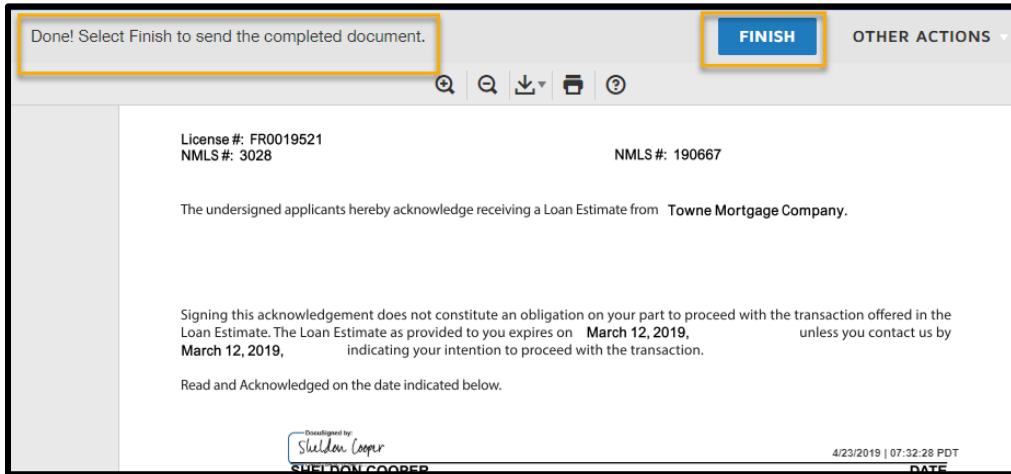 Done! Select Finish to send the completed document.
FINISH
OTHER ACTIONS
License #: FR0019521
NMLS #: 3028 NMLS #: 190667
The undersigned applicants hereby acknowledge receiving a Loan Estimate from Towne Mortgage Company.
Signing this acknowledgement does not constitute an obligation on your part to proceed with the transaction offered in the
Loan Estimate. The Loan Estimate as provided to you expires on March 12, 2019, unless you contact us by
March 12, 2019, indicating your intention to proceed with the transaction.
Read and Acknowledged on the date indicated below.
DocuSigned by:
Sheldon Cooper
4/23/2019 | 07:32:28 PDT
SHELDON COOPER DATE